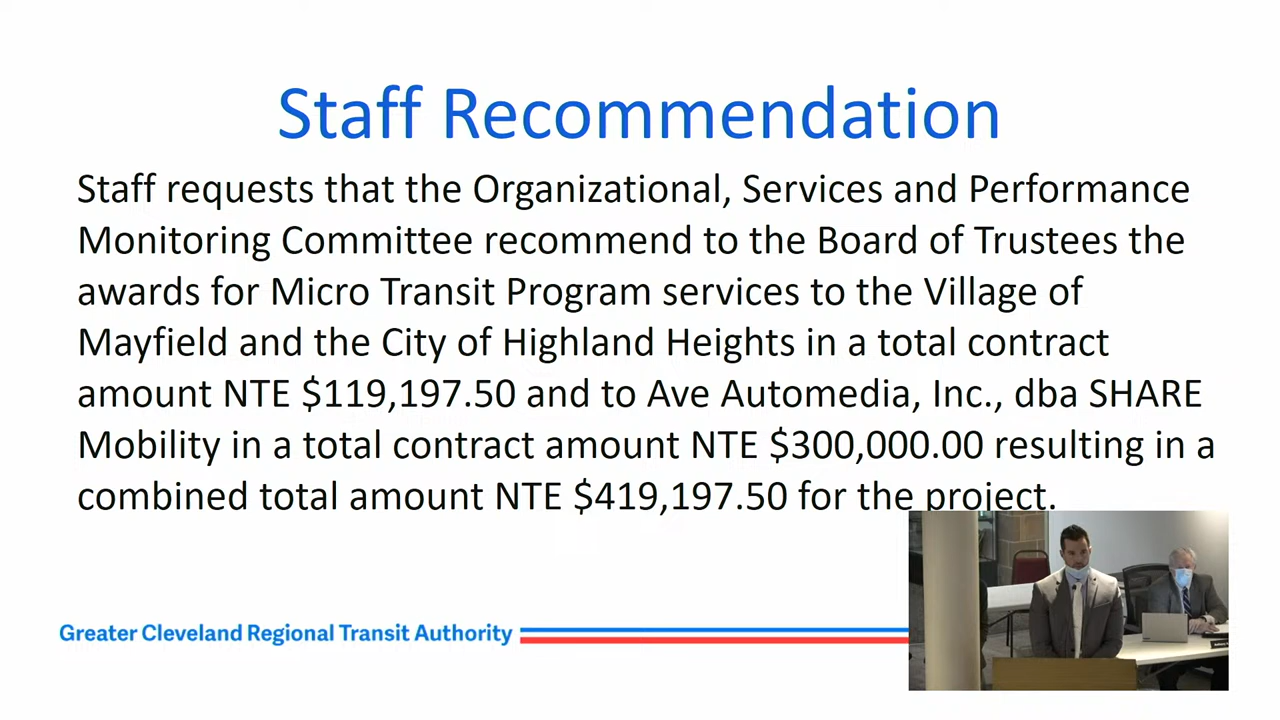 Staff Recommendation
Staff requests that the Organizational, Services and Performance
Monitoring Committee recommend to the Board of Trustees the
awards for Micro Transit Program services to the Village of
Mayfield and the City of Highland Heights in a total contract
amount NTE $119,197.50 and to Ave Automedia, Inc., dba SHARE
Mobility in a total contract amount NTE $300,000.00 resulting in a
combined total amount NTE $419,197.50 for the project.
Greater Cleveland Regional Transit Authority